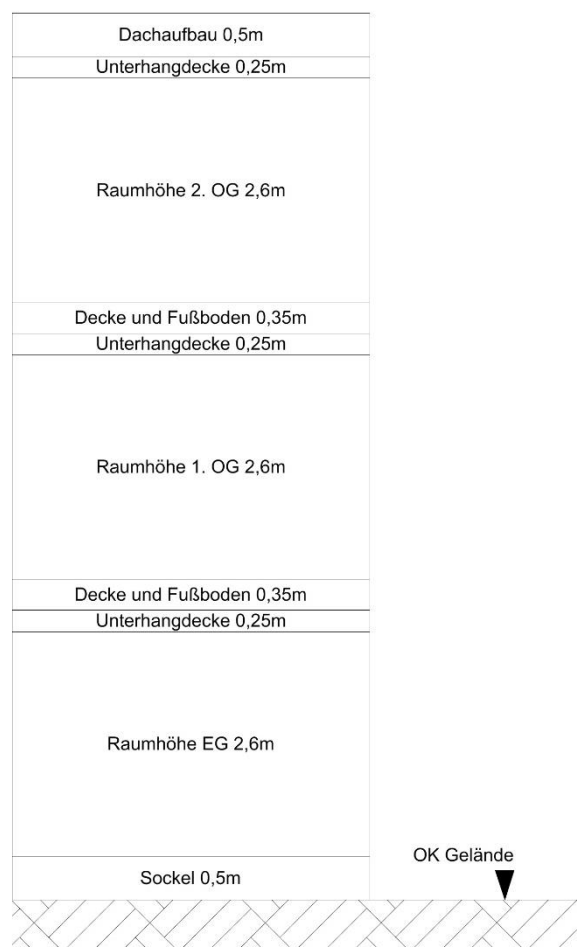 Dachaufbau 0,5m
Unterhangdecke 0,25m
Raumhöhe 2. OG 2,6m
Decke und Fußboden 0,35m
Unterhangdecke 0,25m
Raumhöhe 1. OG 2,6m
Decke und Fußboden 0,35m
Unterhangdecke 0,25m
Raumhöhe EG 2,6m
OK Gelände
Sockel 0,5m